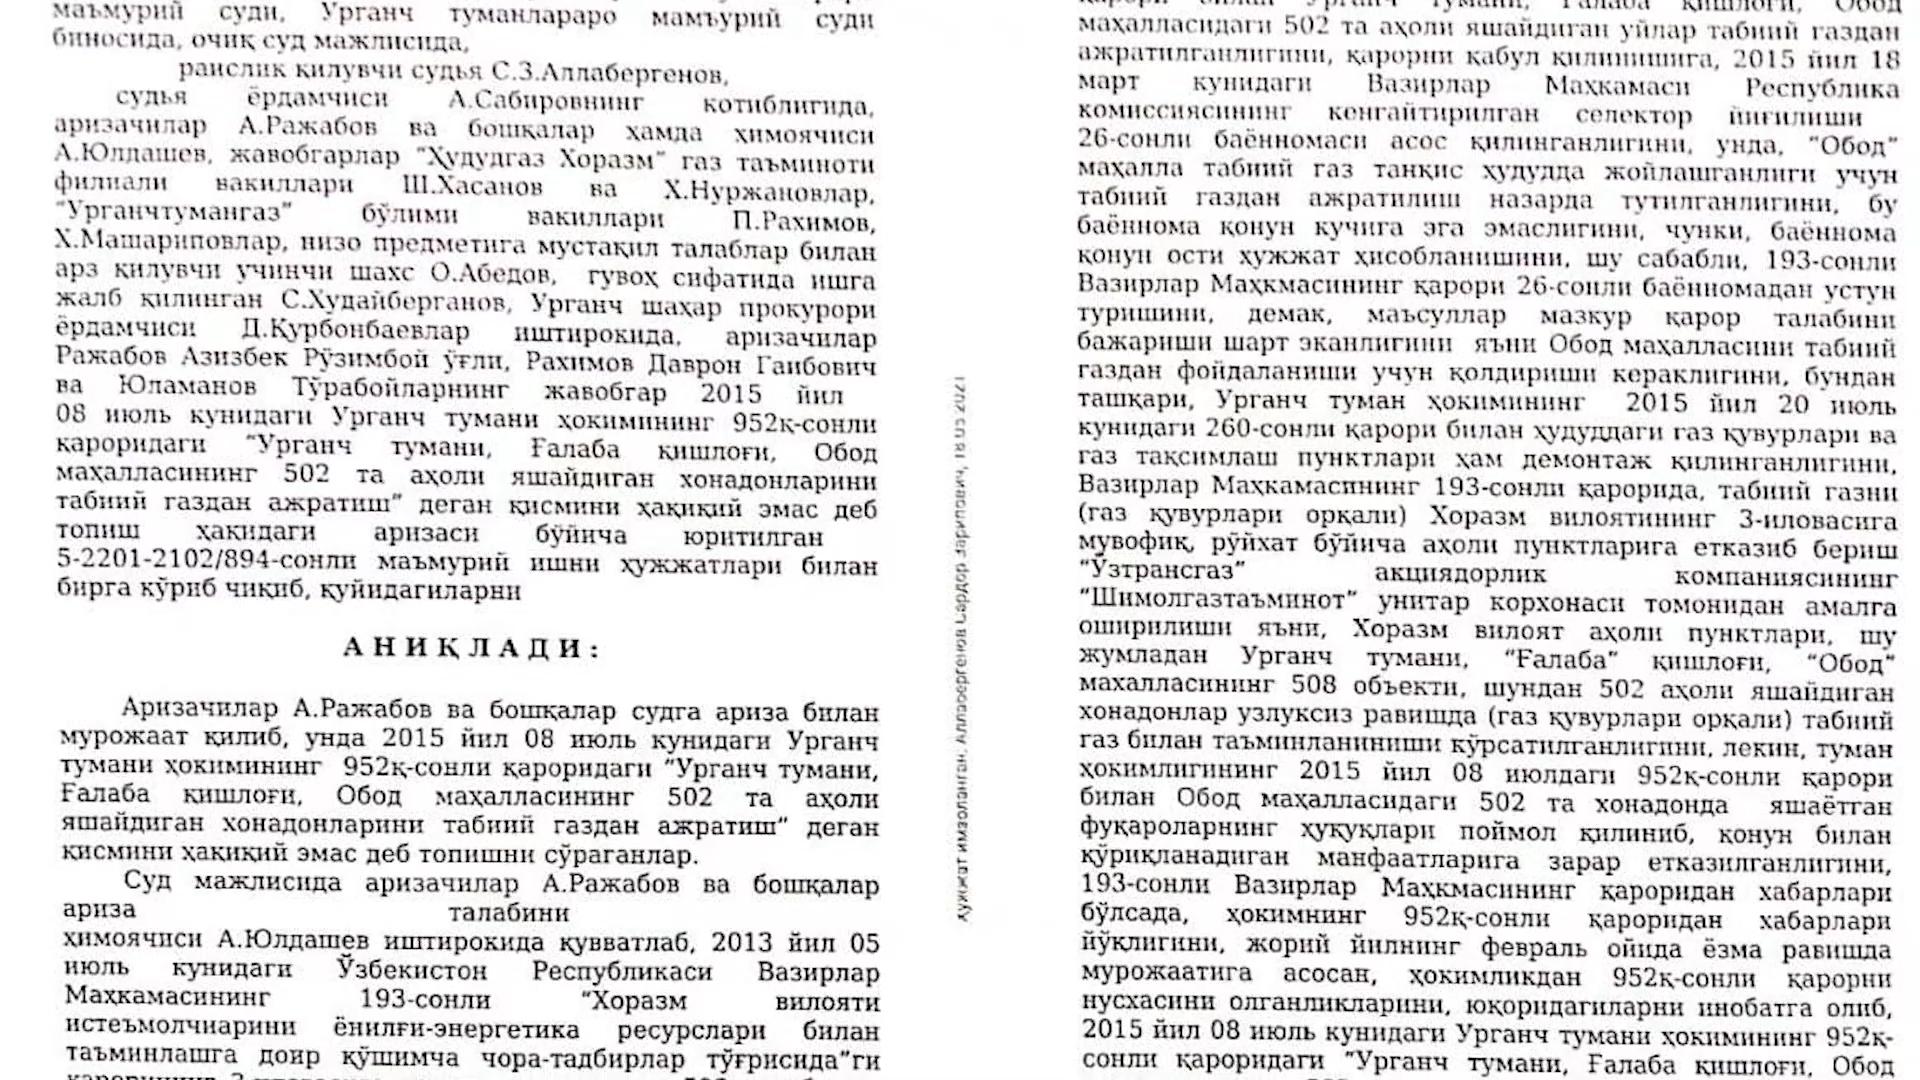 маъмурий суди, Урганч туманлараро мамъурий суди
биносида, очиқ суд мажлисида,
раислик қилувчи судья С.З.Аллабергенов,
судья ёрдамчиси А.Сабировнинг котиблигида,
аризачилар А.Ражабов ва бошқалар ҳамда ҳимоячиси
А.Юлдашев, жавобгарлар “Ҳудудгаз Хоразм” газ таъминоти
филиали вакиллари Ш.Хасанов ва Х.Нуржановлар,
“Урганчтумангаз” бўлими вакиллари П.Рахимов,
Х.Машариповлар, низо предметига мустақил талаблар билан
арз қилувчи учинчи шахс О.Абедов, гувоҳ сифатида ишга
жалб қилинган С.Худайберганов, Урганч шаҳар прокурори
ёрдамчиси Д.Қурбонбаевлар иштирокида, аризачилар
Ражабов Азизбек Рўзимбой ўғли, Рахимов Даврон Гаибович
ва Юламанов Тўрабойларнинг жавобгар 2015 йил
08 июль кунидаги Урганч тумани ҳокимининг 952қ-сонли
қароридаги “Урганч тумани, Ғалаба қишлоғи, Обод
маҳалласининг 502 та аҳоли яшайдиган хонадонларини
табиий газдан ажратиш” деган қисмини ҳақиқий эмас деб
топиш ҳақидаги аризаси бўйича юритилган
5-2201-2102/894-сонли маъмурий ишни ҳужжатлари билан
бирга кўриб чиқиб, қуйидагиларни
АНИҚЛАДИ:
Аризачилар А.Ражабов ва бошқалар судга ариза билан
мурожаат қилиб, унда 2015 йил 08 июль кунидаги Урганч
тумани ҳокимининг 952қ-сонли қароридаги “Урганч тумани,
Ғалаба қишлоғи, Обод маҳалласининг 502 та аҳоли
яшайдиган хонадонларини табиий газдан ажратиш” деган
қисмини ҳақиқий эмас деб топишни сўраганлар.
Суд мажлисида аризачилар А.Ражабов ва бошқалар
ариза талабини
ҳимоячиси А.Юлдашев иштирокида қувватлаб, 2013 йил 05
июль кунидаги Ўзбекистон Республикаси Вазирлар
Маҳкамасининг 193-сонли “Хоразм вилояти
истеъмолчиарини ёнилғи-энергетика ресурслари билан
таъминлашга доир қўшимча чора-тадбирлар тўғрисида”ги
Ҳужжат имзоланган: Аллабергенов Сардор Зарипович,
қарори билан Урганч тумани, Ғалаба қишлоғи, Обод
маҳалласидаги 502 та аҳоли яшайдиган уйлар табиий газдан
ажратилганлигини, қарорни қабул қилинишига, 2015 йил 18
март кунидаги Вазирлар Маҳкамаси Республика
комиссиясининг кенгайтирилган селектор йиғилиши
26-сонли баённомаси асос қилинганлигини, унда, “Обод”
маҳалла табиий газ танқис ҳудудда жойлашганлиги учун
табиий газдан ажратилиш назарда тутилганлигини, бу
баённома қонун кучига эга эмаслигини, чунки, баённома
қонун ости ҳужжат ҳисобланишини, шу сабабли, 193-сонли
Вазирлар Маҳкмасининг қарори 26-сонли баённомадан устун
туришини, демак, маъсуллар мазкур қарор талабини
бажариши шарт эканлигини яъни Обод маҳалласини табиий
газдан фойдаланиши учун қолдириши кераклигини, бундан
ташқари, Урганч туман ҳокимининг 2015 йил 20 июль
кунидаги 260-сонли қарори билан ҳудуддаги газ қувурлари ва
газ тақсимлаш пунктлари ҳам демонтаж қилинганлигини,
Вазирлар Маҳкамасининг 193-сонли қарорида, табиий газни
(газ қувурлари орқали) Хоразм вилоятининг 3-иловасига
мувофиқ, рўйхат бўйича аҳоли пунктларига етказиб бериш
“Ўзтрансгаз” акциядорлик компаниясининг
“Шимолгазтаъминот” унитар корхонаси томонидан амалга
оширилиши яъни, Хоразм вилоят аҳоли пунктлари, шу
жумладан Урганч тумани, “Ғалаба” қишлоғи, “Обод”
махалласининг 508 объекти, шундан 502 аҳоли яшайдиган
хонадонлар узлуксиз равишда (газ қувурлари орқали) табиий
газ билан таъминланиниши кўрсатилганлигини, лекин, туман
ҳокимлигининг 2015 йил 08 июлдаги 952қ-сонли қарори
билан Обод маҳалласидаги 502 та хонадонда яшаётган
фуқароларнинг ҳуқуқлари поймол қилиниб, қонун билан
қўриқланадиган манфаатларига зарар етказилганлигини,
193-сонли Вазирлар Маҳкмасининг қароридан хабарлари
бўлсада, ҳокимнинг 952қ-сонли қароридан хабарлари
йўқлигини, жорий йилнинг февраль ойида ёзма равишда
мурожаатига асосан, ҳокимликдан 952қ-сонли қарорни
нусхасини олганликларини, юқоридагиларни инобатга олиб,
2015 йил 08 июль кунидаги Урганч тумани ҳокимининг 952қ-
сонли қароридаги “Урганч тумани, Ғалаба қишлоғи, Обод